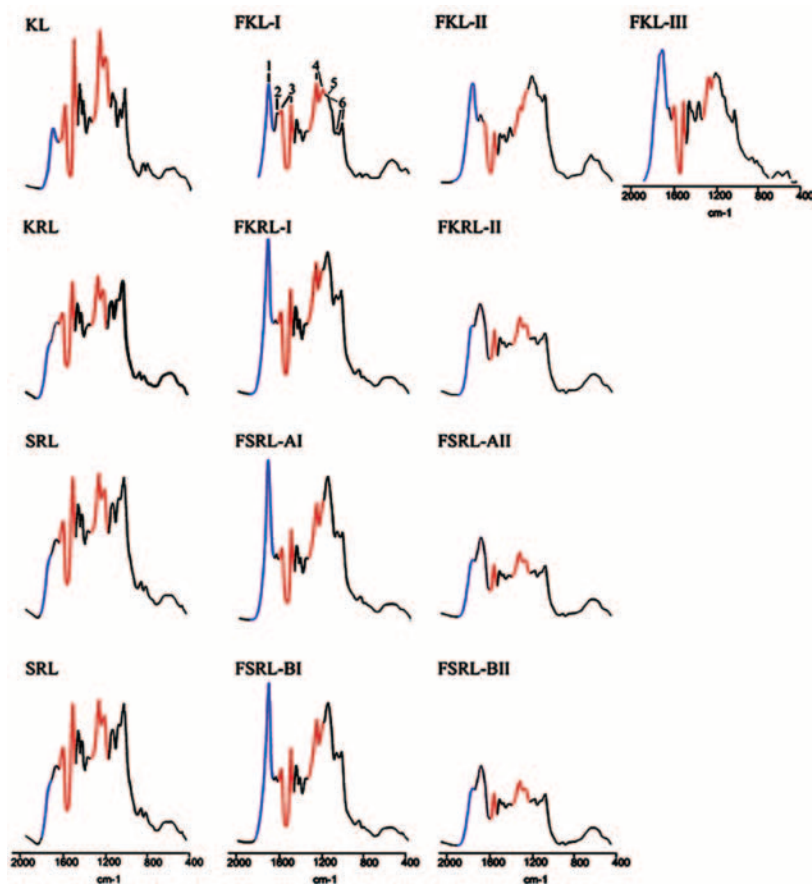 KL FKL-I FKL-II FKL-III
1 2 3 4 5 6
2000 1600 1200 800 400
cm-1
KRL FKRL-I FKRL-II
SRL FSRL-AI FSRL-AII
SRL FSRL-BI FSRL-BII
2000 1600 1200 800 400 2000 1600 1200 800 400 2000 1600 1200 800 400
cm-1 cm-1 cm-1